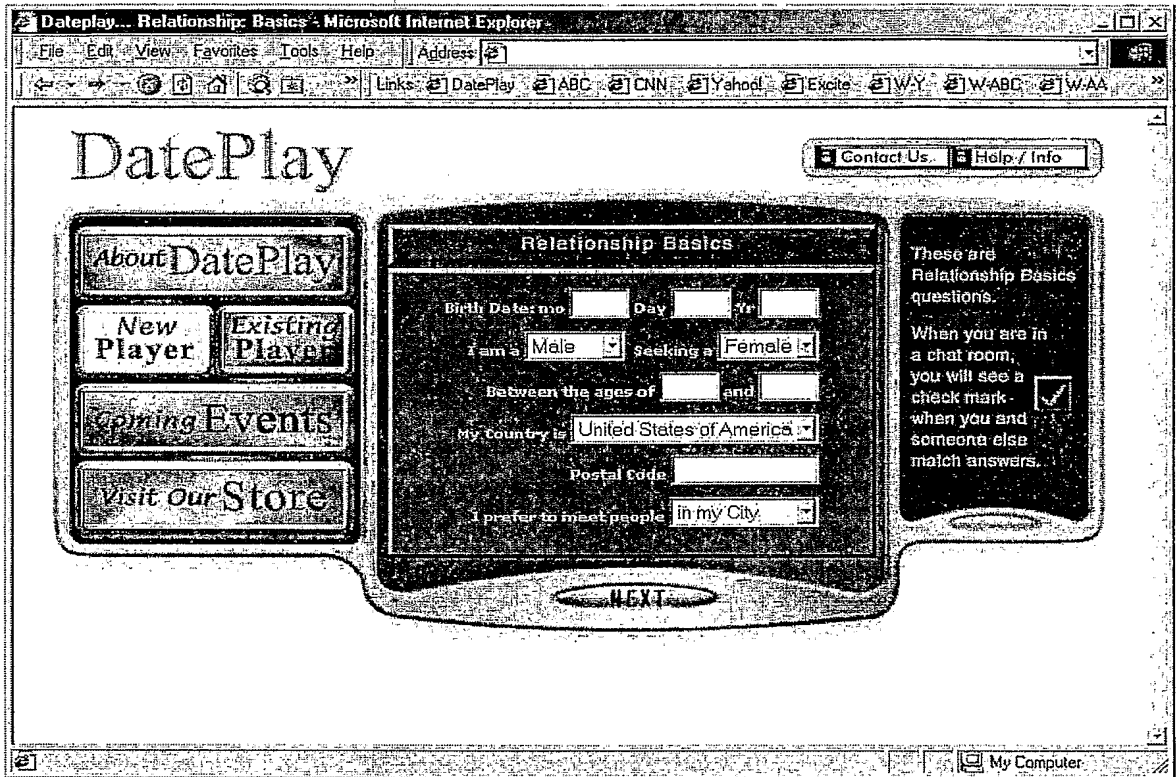 Dateplay... Relationship: Basics - Microsoft Internet Explorer
File Edit View Favorites Tools Help Address
Links DatePlay ABC CNN Yahoo! Excite W-Y W-ABC W-AA
DatePlay
Contact Us.. Help / Info
About DatePlay
New Player
Existing Player
Coming Events
Visit Our Store
Relationship Basics
Birth Date: mo Day Yr
I am a Male Seeking a Female
Between the ages of and
My Country is United States of America
Postal Code
I prefer to meet people in my City.
NEXT
These are
Relationship Basics
questions.
When you are in
a chat room,
you will see a
check mark -
when you and
someone else
match answers.
My Computer